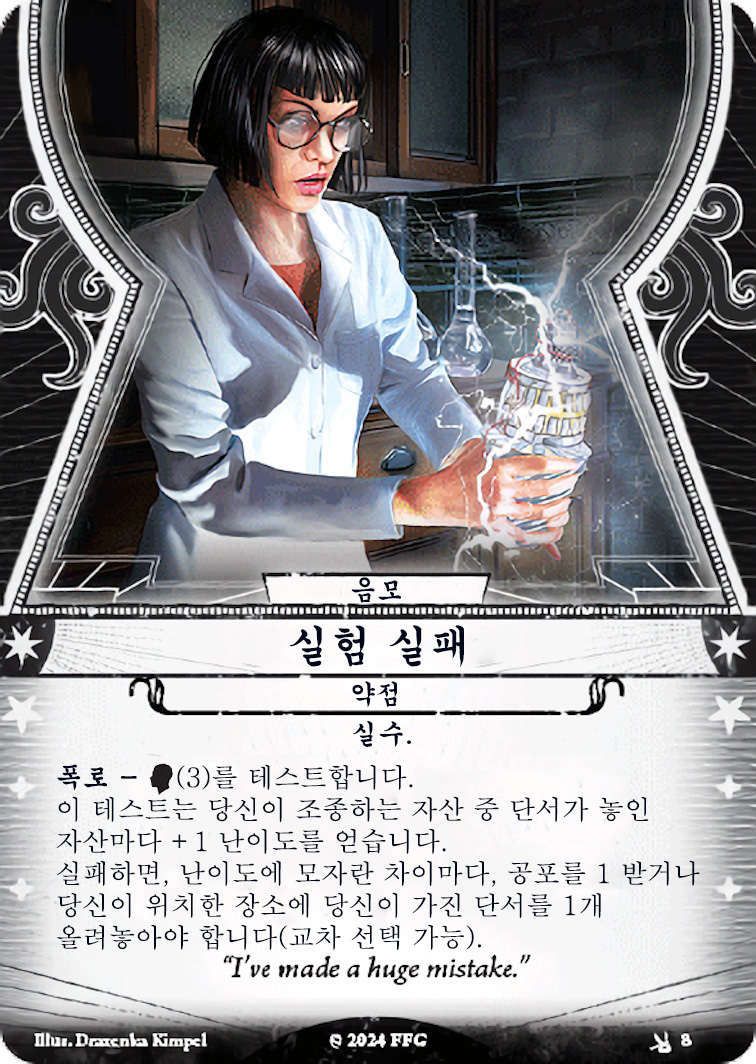 음모
실험 실패
약점
실수.
폭로 – (3)를 테스트합니다.
이 테스트는 당신이 조종하는 자산 중 단서가 놓인
자산마다 +1 난이도를 얻습니다.
실패하면, 난이도에 모자란 차이마다, 공포를 1 받거나
당신이 위치한 장소에 당신이 가진 단서를 1개
올려놓아야 합니다(교차 선택 가능).
“I've made a huge mistake.”
Illus. Drazenka Kimpel
© 2024 FFG
8